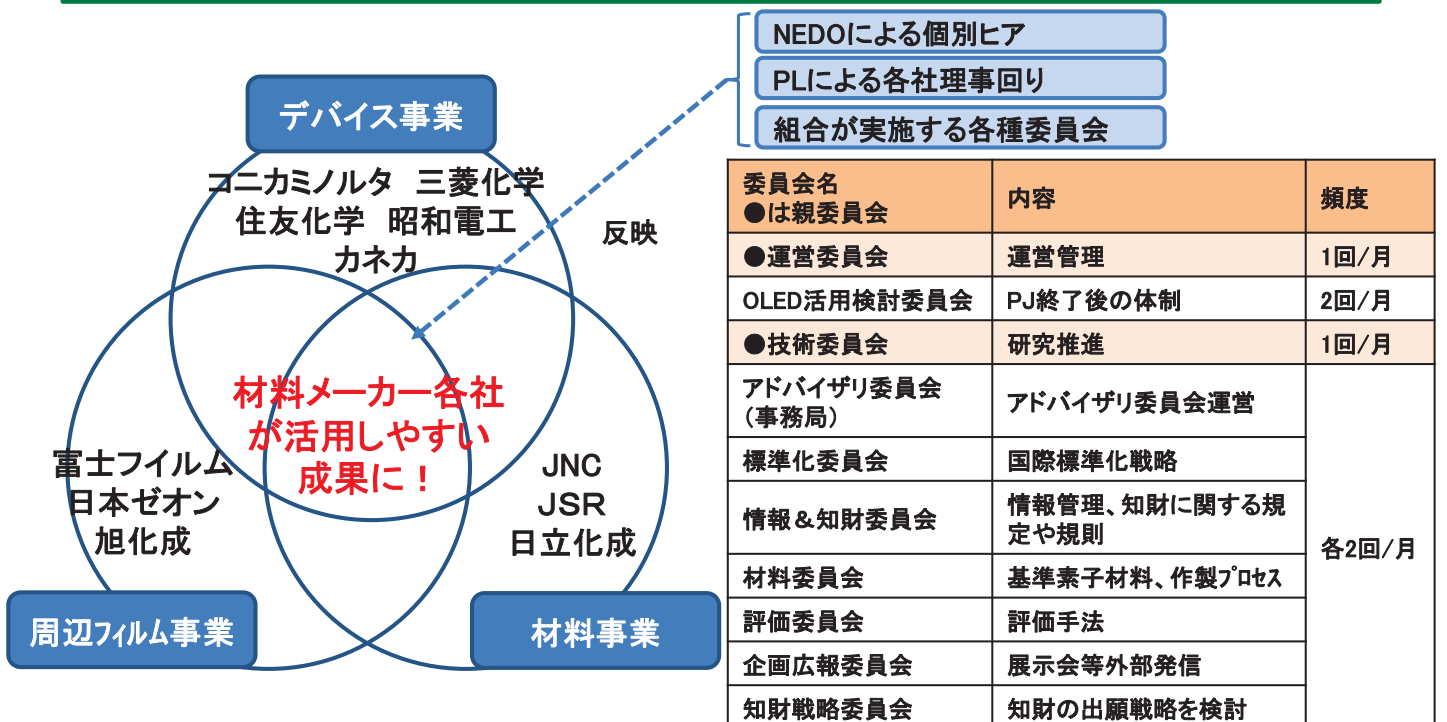 NEDOによる個別ヒア
PLによる各社理事回り
組合が実施する各種委員会
デバイス事業
コニカミノルタ 三菱化学
住友化学 昭和電工
カネカ
反映
材料メーカー各社
が活用しやすい
成果に！
富士フイルム
日本ゼオン
旭化成
JNC
JSR
日立化成
周辺フィルム事業
材料事業
委員会名
●は親委員会
内容
頻度
●運営委員会
運営管理
1回/月
OLED活用検討委員会
PJ終了後の体制
2回/月
●技術委員会
研究推進
1回/月
アドバイザリ委員会
（事務局）
アドバイザリ委員会運営
標準化委員会
国際標準化戦略
情報＆知財委員会
情報管理、知財に関する規
定や規則
各2回/月
材料委員会
基準素子材料、作製プロセス
評価委員会
評価手法
企画広報委員会
展示会等外部発信
知財戦略委員会
知財の出願戦略を検討